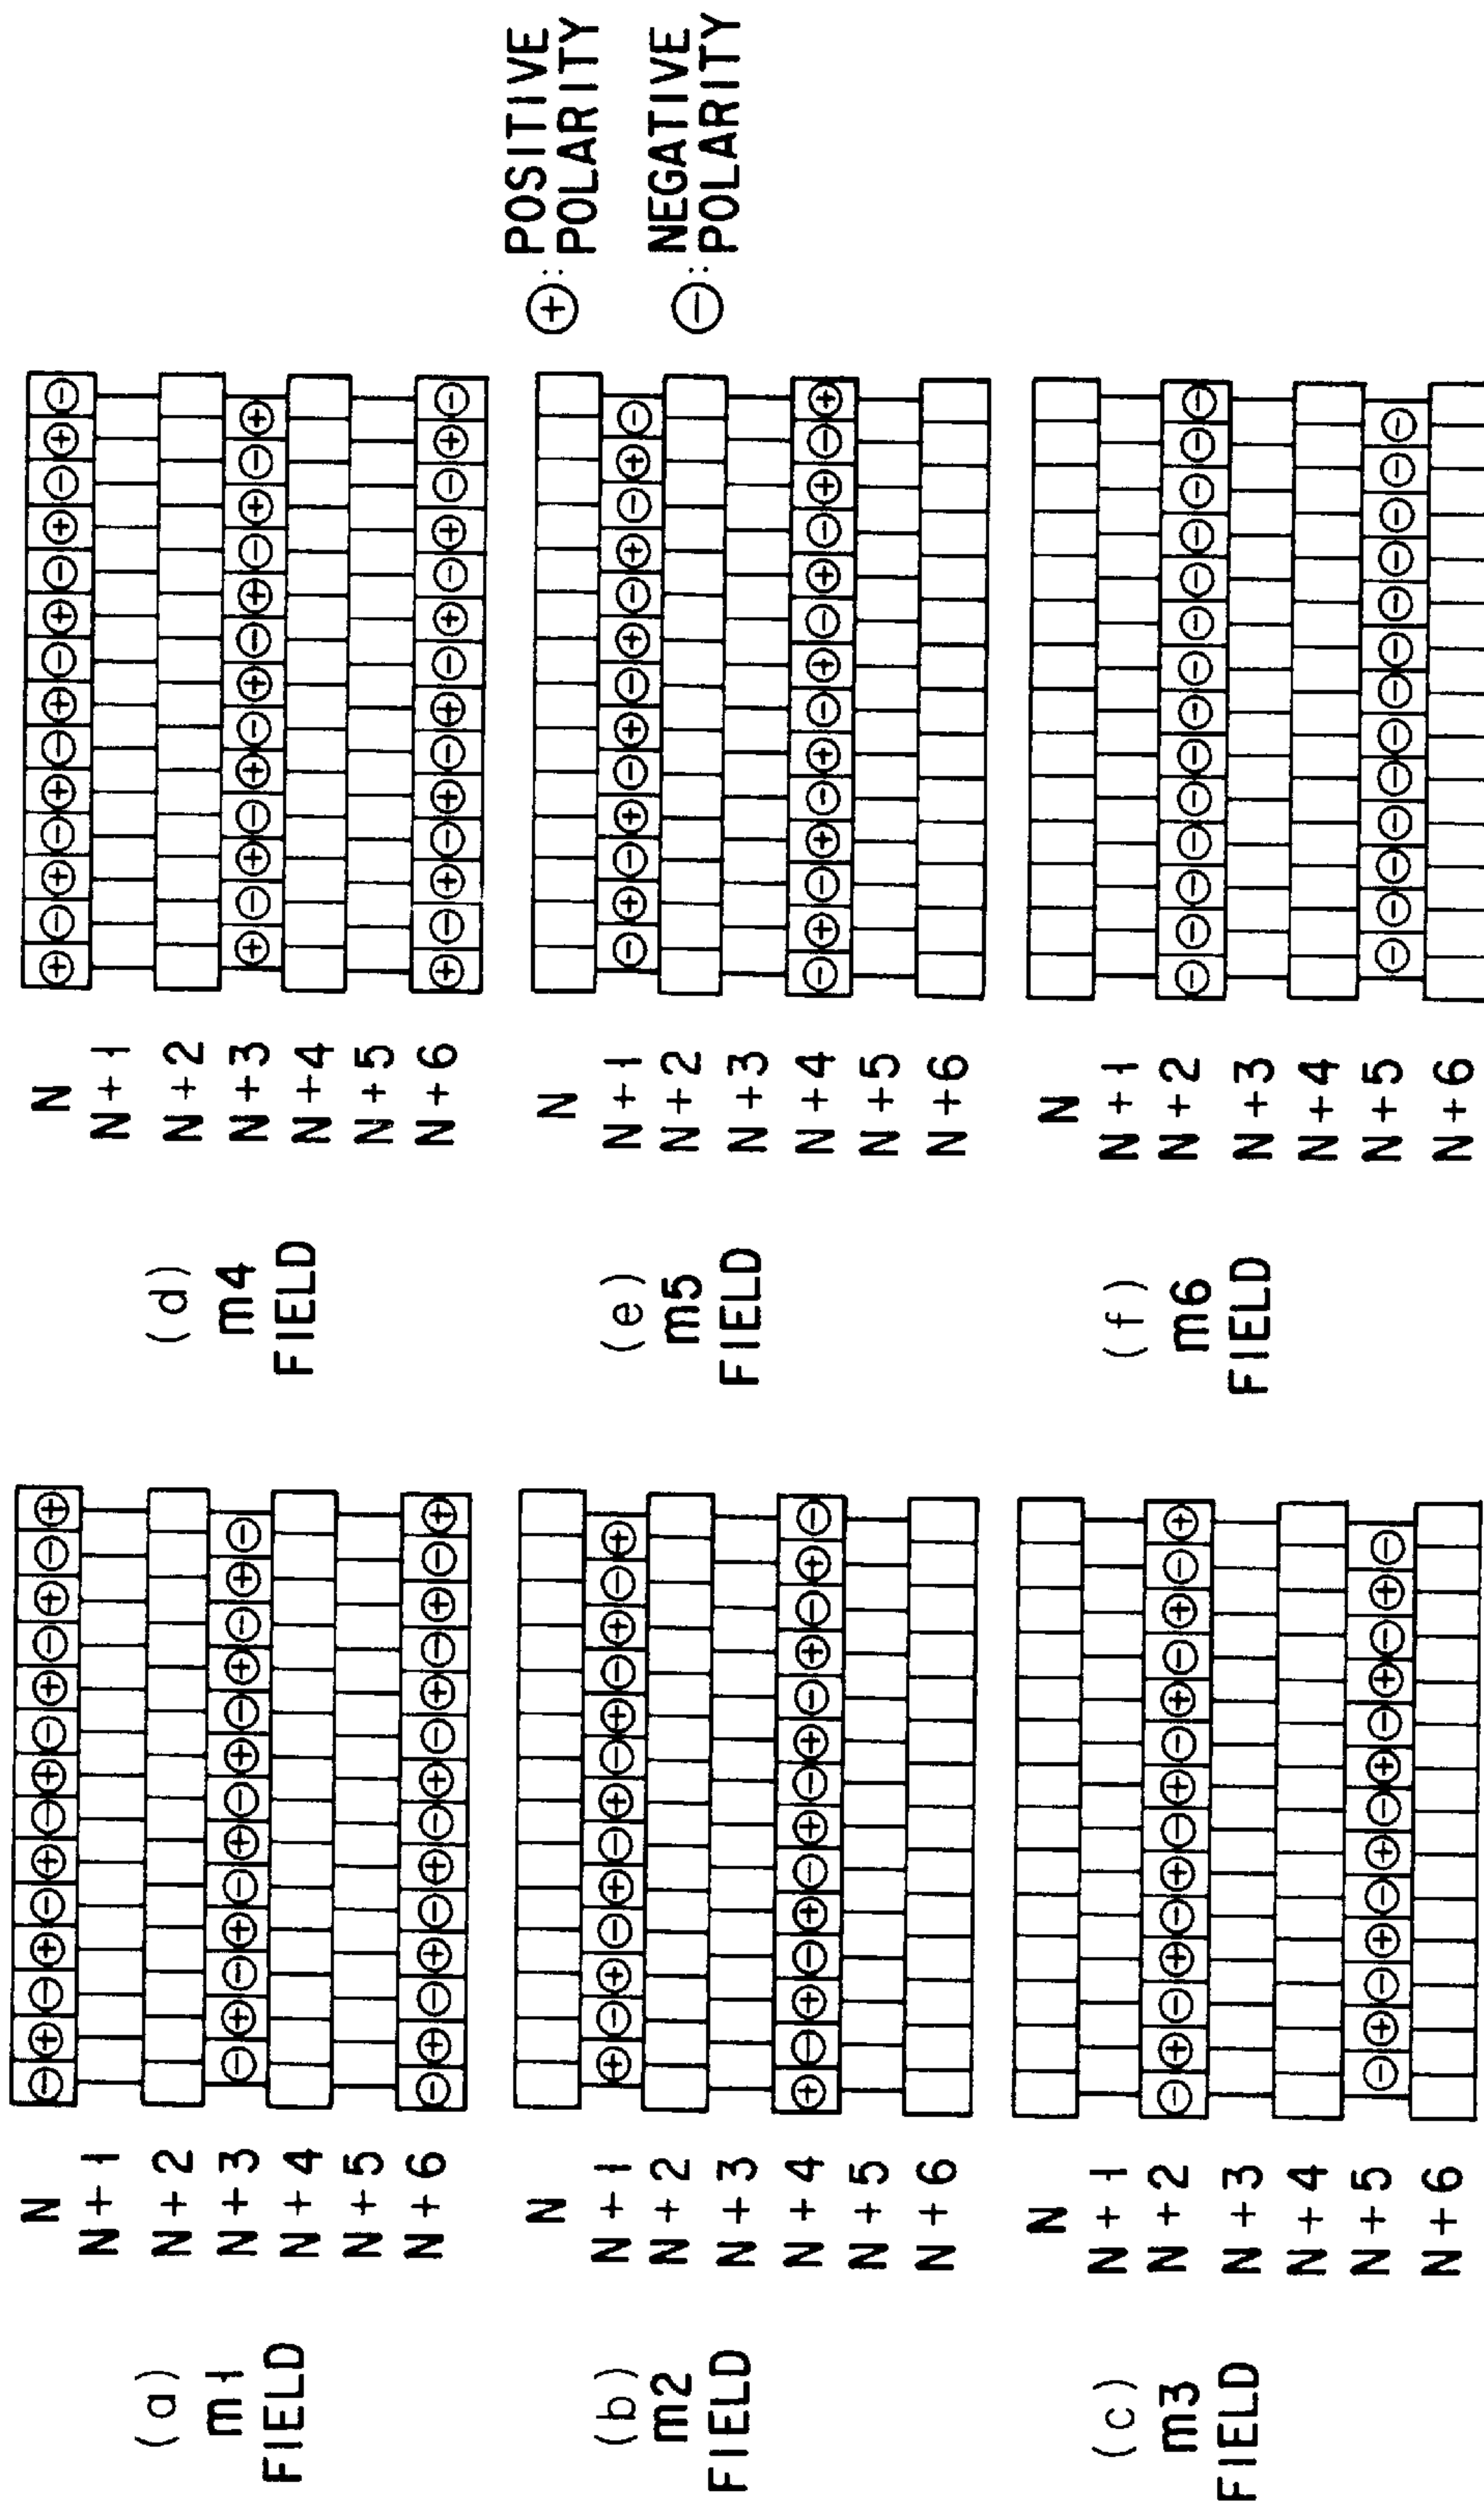 (a)
m1
FIELD
N
N+1
N+2
N+3
N+4
N+5
N+6
(b)
m2
FIELD
N
N+1
N+2
N+3
N+4
N+5
N+6
(c)
m3
FIELD
N
N+1
N+2
N+3
N+4
N+5
N+6
(d)
m4
FIELD
N
N+1
N+2
N+3
N+4
N+5
N+6
(e)
m5
FIELD
N
N+1
N+2
N+3
N+4
N+5
N+6
(f)
m6
FIELD
N
N+1
N+2
N+3
N+4
N+5
N+6
⊕: POSITIVE
POLARITY
⊖: NEGATIVE
POLARITY